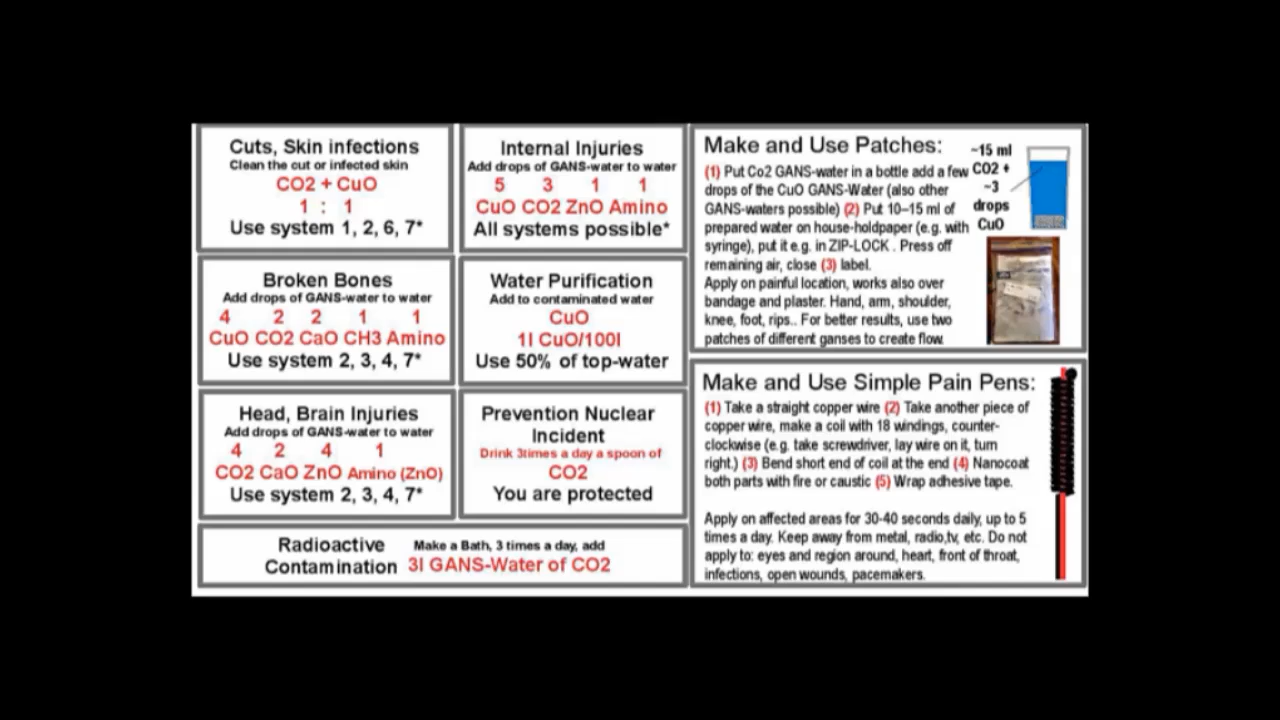 Cuts, Skin infections
Clean the cut or infected skin
CO2 + CuO
1 : 1
Use system 1, 2, 6, 7*
Internal Injuries
Add drops of GANS-water to water
5 3 1 1
CuO CO2 ZnO Amino
All systems possible*
Broken Bones
Add drops of GANS-water to water
4 2 2 1 1
CuO CO2 CaO CH3 Amino
Use system 2, 3, 4, 7*
Water Purification
Add to contaminated water
CuO
1l CuO/100l
Use 50% of top-water
Head, Brain Injuries
Add drops of GANS-water to water
4 2 4 1
CO2 CaO ZnO Amino (ZnO)
Use system 2, 3, 4, 7*
Prevention Nuclear
Incident
Drink 3times a day a spoon of
CO2
You are protected
Radioactive
Contamination
Make a Bath, 3 times a day, add
3l GANS-Water of CO2
Make and Use Patches:
(1) Put Co2 GANS-water in a bottle add a few
drops of the CuO GANS-Water (also other
GANS-waters possible) (2) Put 10–15 ml of
prepared water on house-holdpaper (e.g. with
syringe), put it e.g. in ZIP-LOCK . Press off
remaining air, close (3) label.
Apply on painful location, works also over
bandage and plaster. Hand, arm, shoulder,
knee, foot, rips.. For better results, use two
patches of different ganses to create flow.
~15 ml
CO2 +
~3
drops
CuO
Make and Use Simple Pain Pens:
(1) Take a straight copper wire (2) Take another piece of
copper wire, make a coil with 18 windings, counter-
clockwise (e.g. take screwdriver, lay wire on it, turn
right.) (3) Bend short end of coil at the end (4) Nanocoat
both parts with fire or caustic (5) Wrap adhesive tape.
Apply on affected areas for 30-40 seconds daily, up to 5
times a day. Keep away from metal, radio,tv, etc. Do not
apply to: eyes and region around, heart, front of throat,
infections, open wounds, pacemakers.